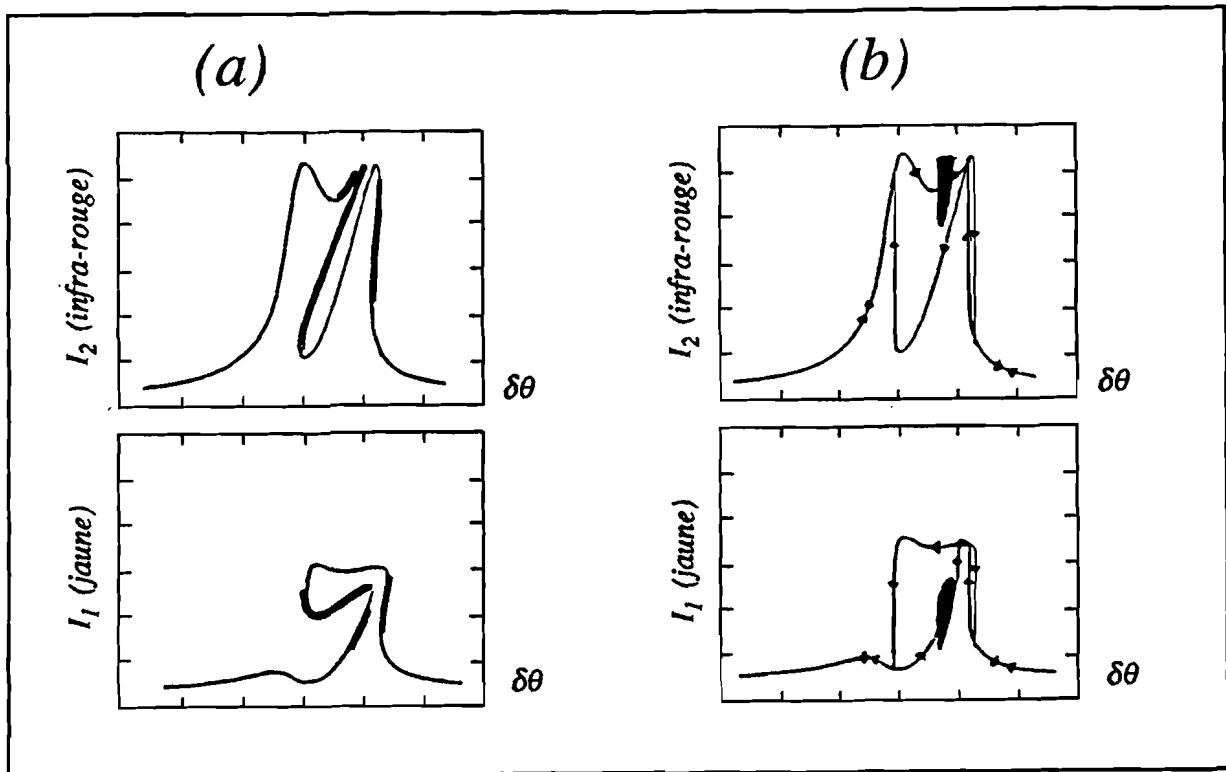 (a)
(b)
I₂ (infra-rouge)
δθ
I₂ (infra-rouge)
δθ
I₁ (jaune)
δθ
I₁ (jaune)
δθ